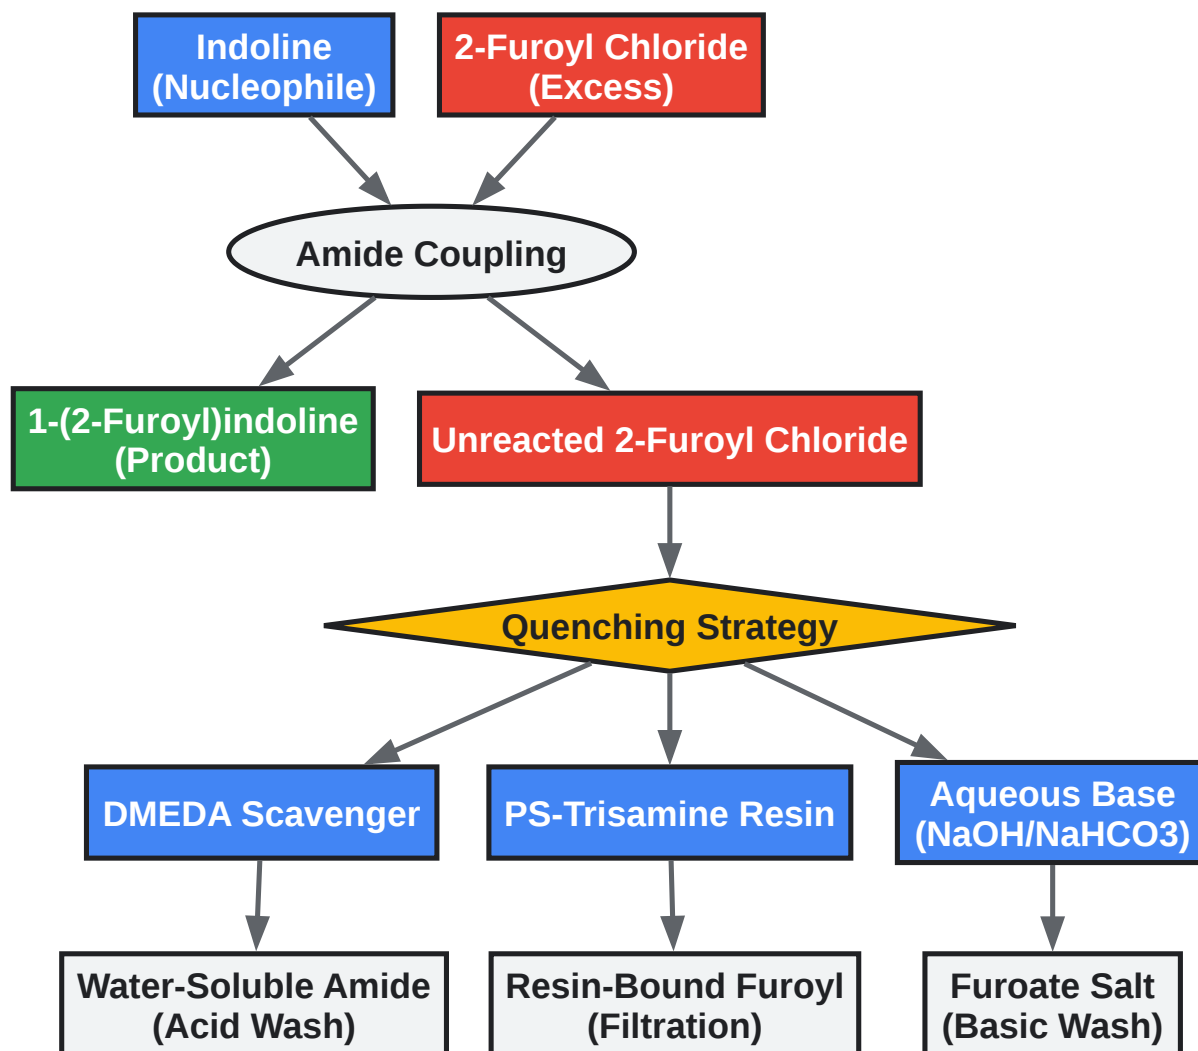 Indoline
(Nucleophile)
2-Furoyl Chloride
(Excess)
Amide Coupling
1-(2-Furoyl)indoline
(Product)
Unreacted 2-Furoyl Chloride
Quenching Strategy
DMEDA Scavenger
PS-Trisamine Resin
Aqueous Base
(NaOH/NaHCO3)
Water-Soluble Amide
(Acid Wash)
Resin-Bound Furoyl
(Filtration)
Furoate Salt
(Basic Wash)